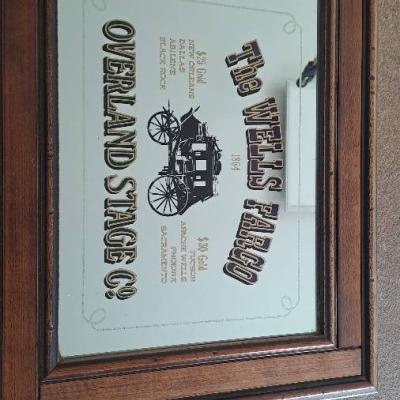 The WELLS FARGO
1864
$25 Gold
NEW ORLEANS
DALLAS
ABILENE
BLACK ROCK
$30 Gold
TUCSON
APACHE WELLS
PHOENIX
SACRAMENTO
OVERLAND STAGE Co